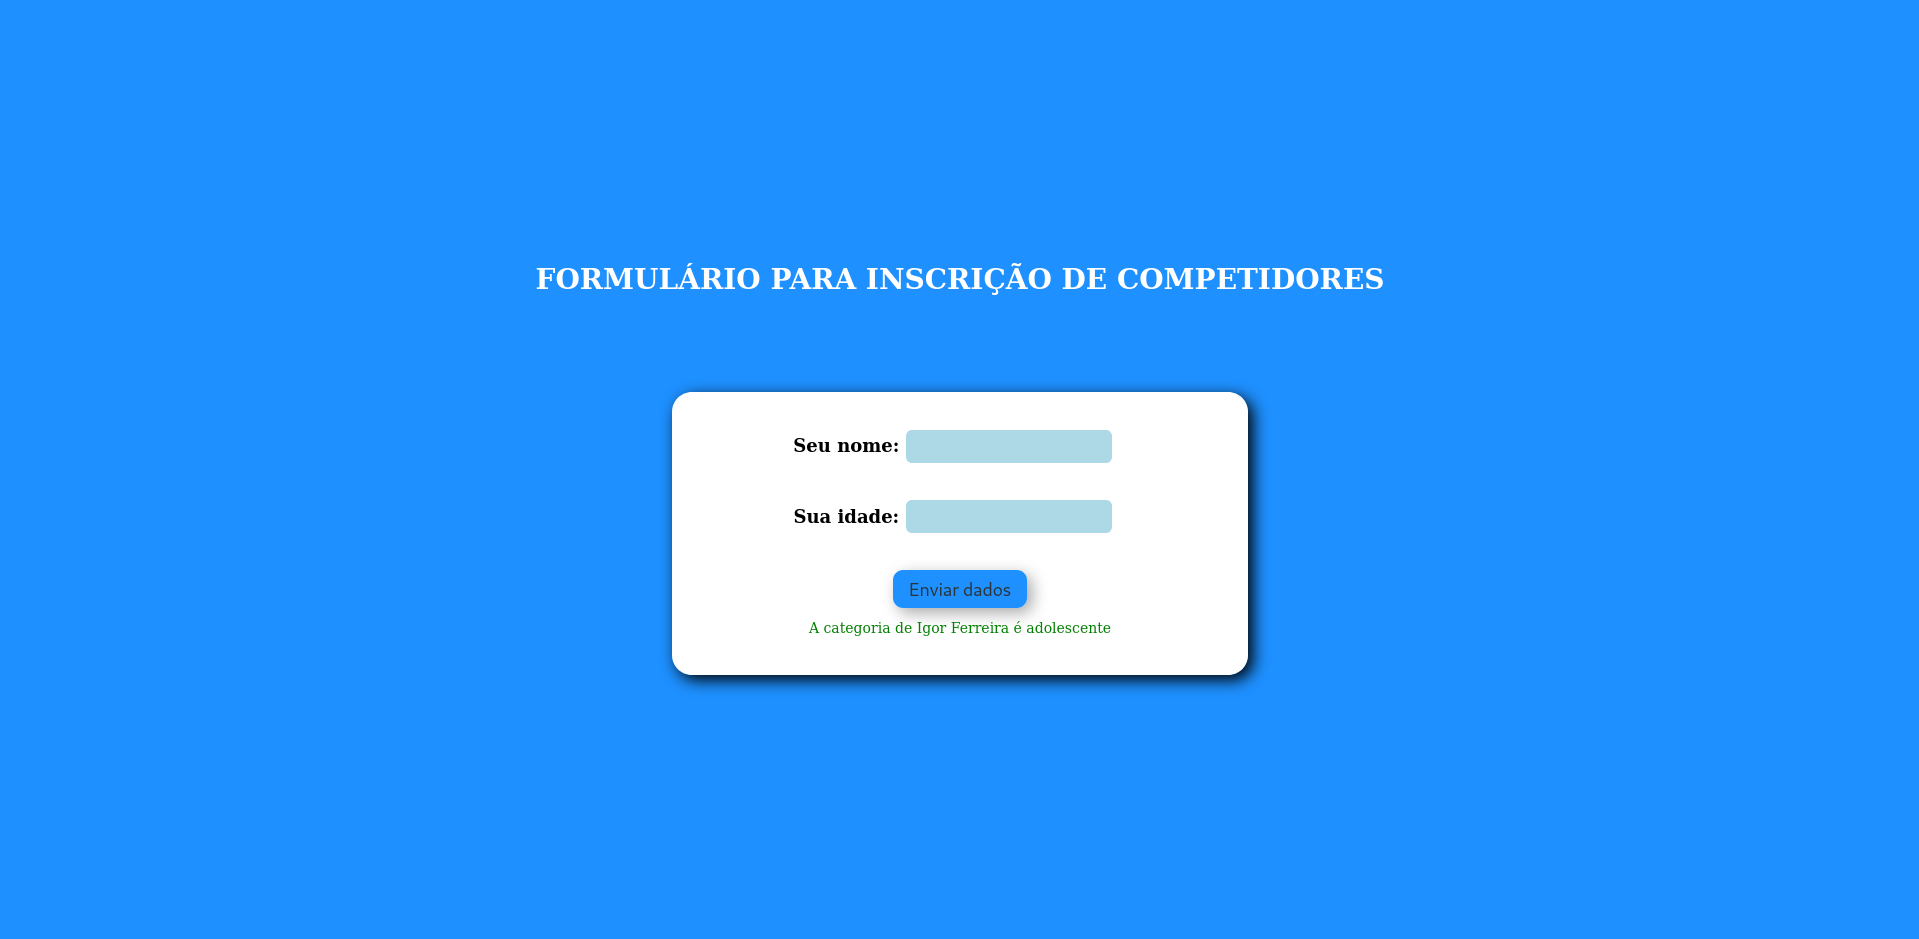 FORMULÁRIO PARA INSCRIÇÃO DE COMPETIDORES
Seu nome:
Sua idade:
Enviar dados
A categoria de Igor Ferreira é adolescente